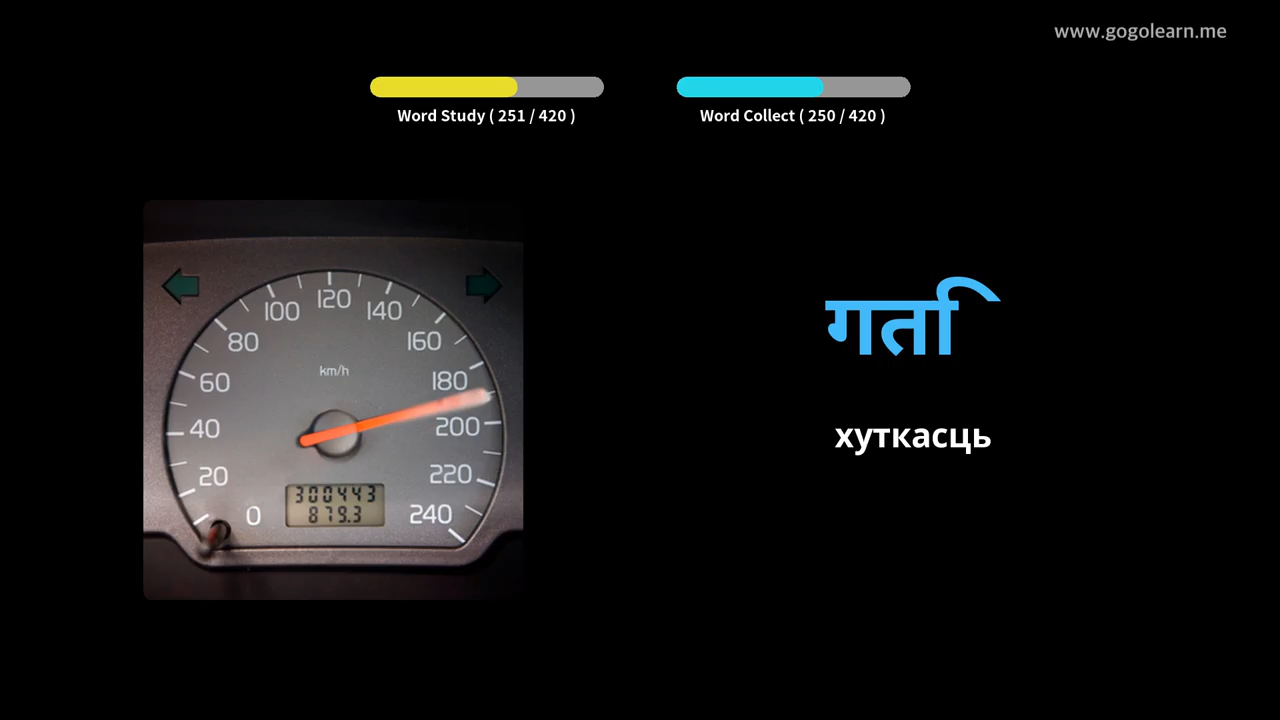 www.gogolearn.me
Word Study ( 251 / 420 )
Word Collect ( 250 / 420 )
100 120 140
80 160
km/h
60 180
40 200
20 220
300443
0 240
879.3
गति
хуткасць